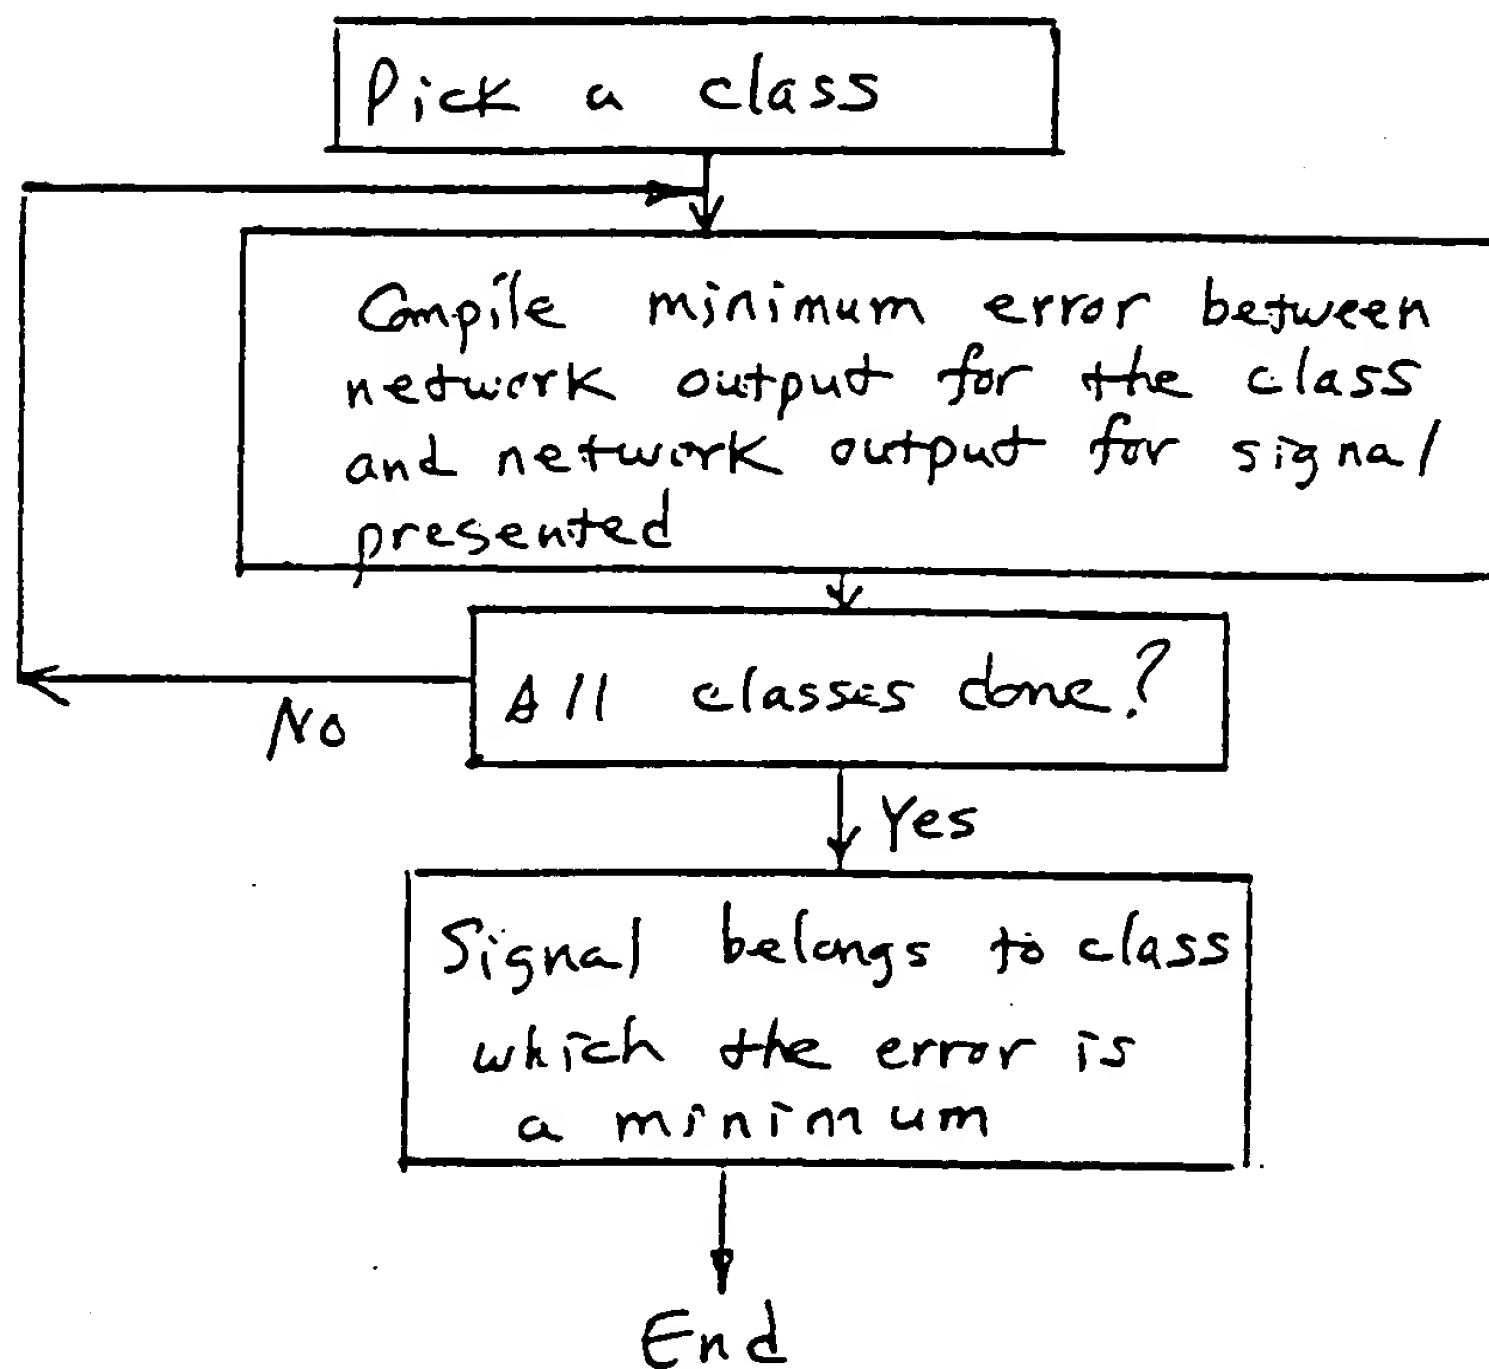 Pick a class
Compile minimum error between
network output for the class
and network output for signal
presented
All classes done?
No
Yes
Signal belongs to class
which the error is
a minimum
End